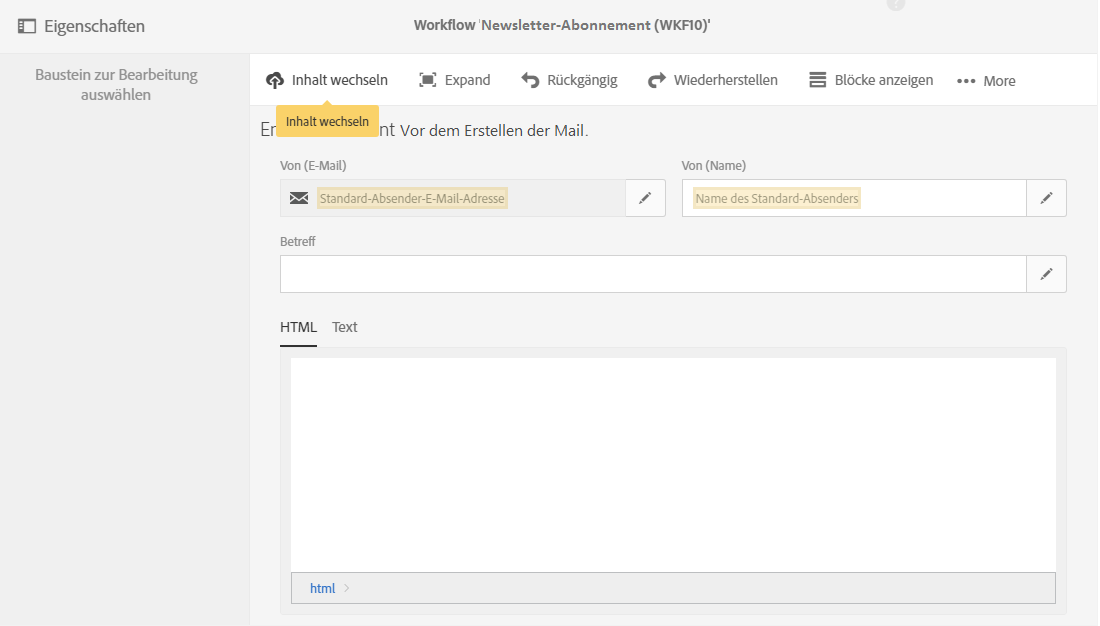 Eigenschaften
Workflow 'Newsletter-Abonnement (WKF10)'
?
Baustein zur Bearbeitung
auswählen
Inhalt wechseln
Expand
Rückgängig
Wiederherstellen
Blöcke anzeigen
More
Inhalt wechseln
Vor dem Erstellen der Mail.
Von (E-Mail)
Von (Name)
Standard-Absender-E-Mail-Adresse
Name des Standard-Absenders
Betreff
HTML
Text
html